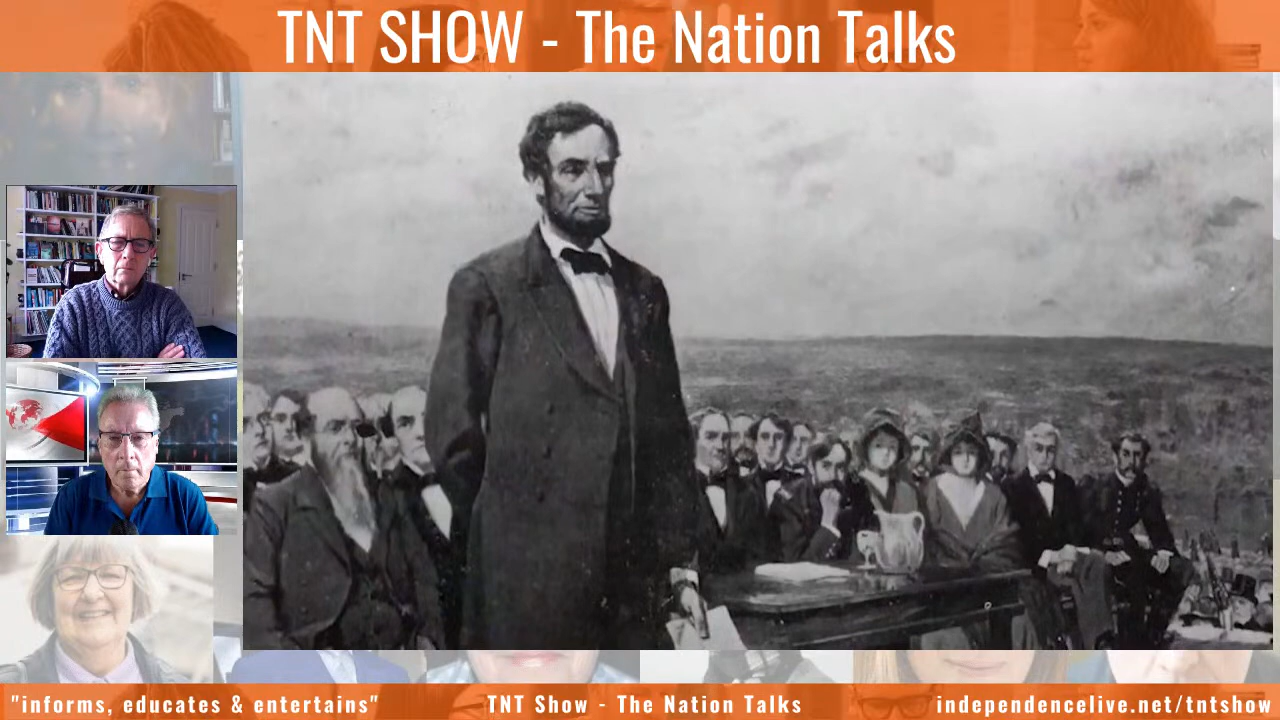 TNT SHOW - The Nation Talks
"informs, educates & entertains"
TNT Show - The Nation Talks
independencelive.net/tntshow